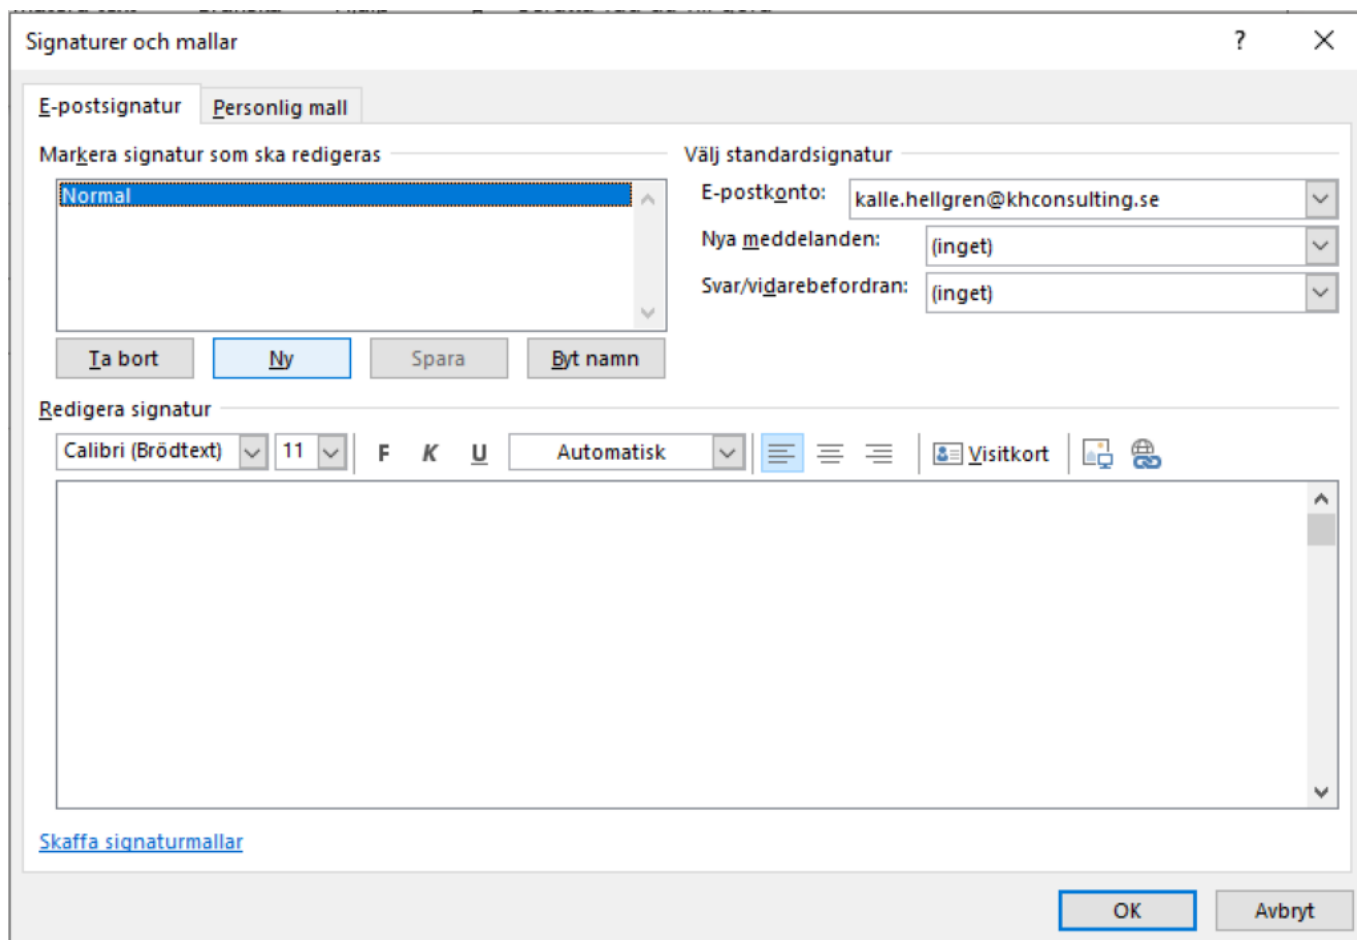 Signaturer och mallar
E-postsignatur
Personlig mall
Markera signatur som ska redigeras
Normal
Ta bort
Ny
Spara
Byt namn
Välj standardsignatur
E-postkonto:
kalle.hellgren@khconsulting.se
Nya meddelanden:
(inget)
Svar/vidarebefordran:
(inget)
Redigera signatur
Calibri (Brödtext)
11
F
K
U
Automatisk
Visitkort
Skaffa signaturmallar
OK
Avbryt